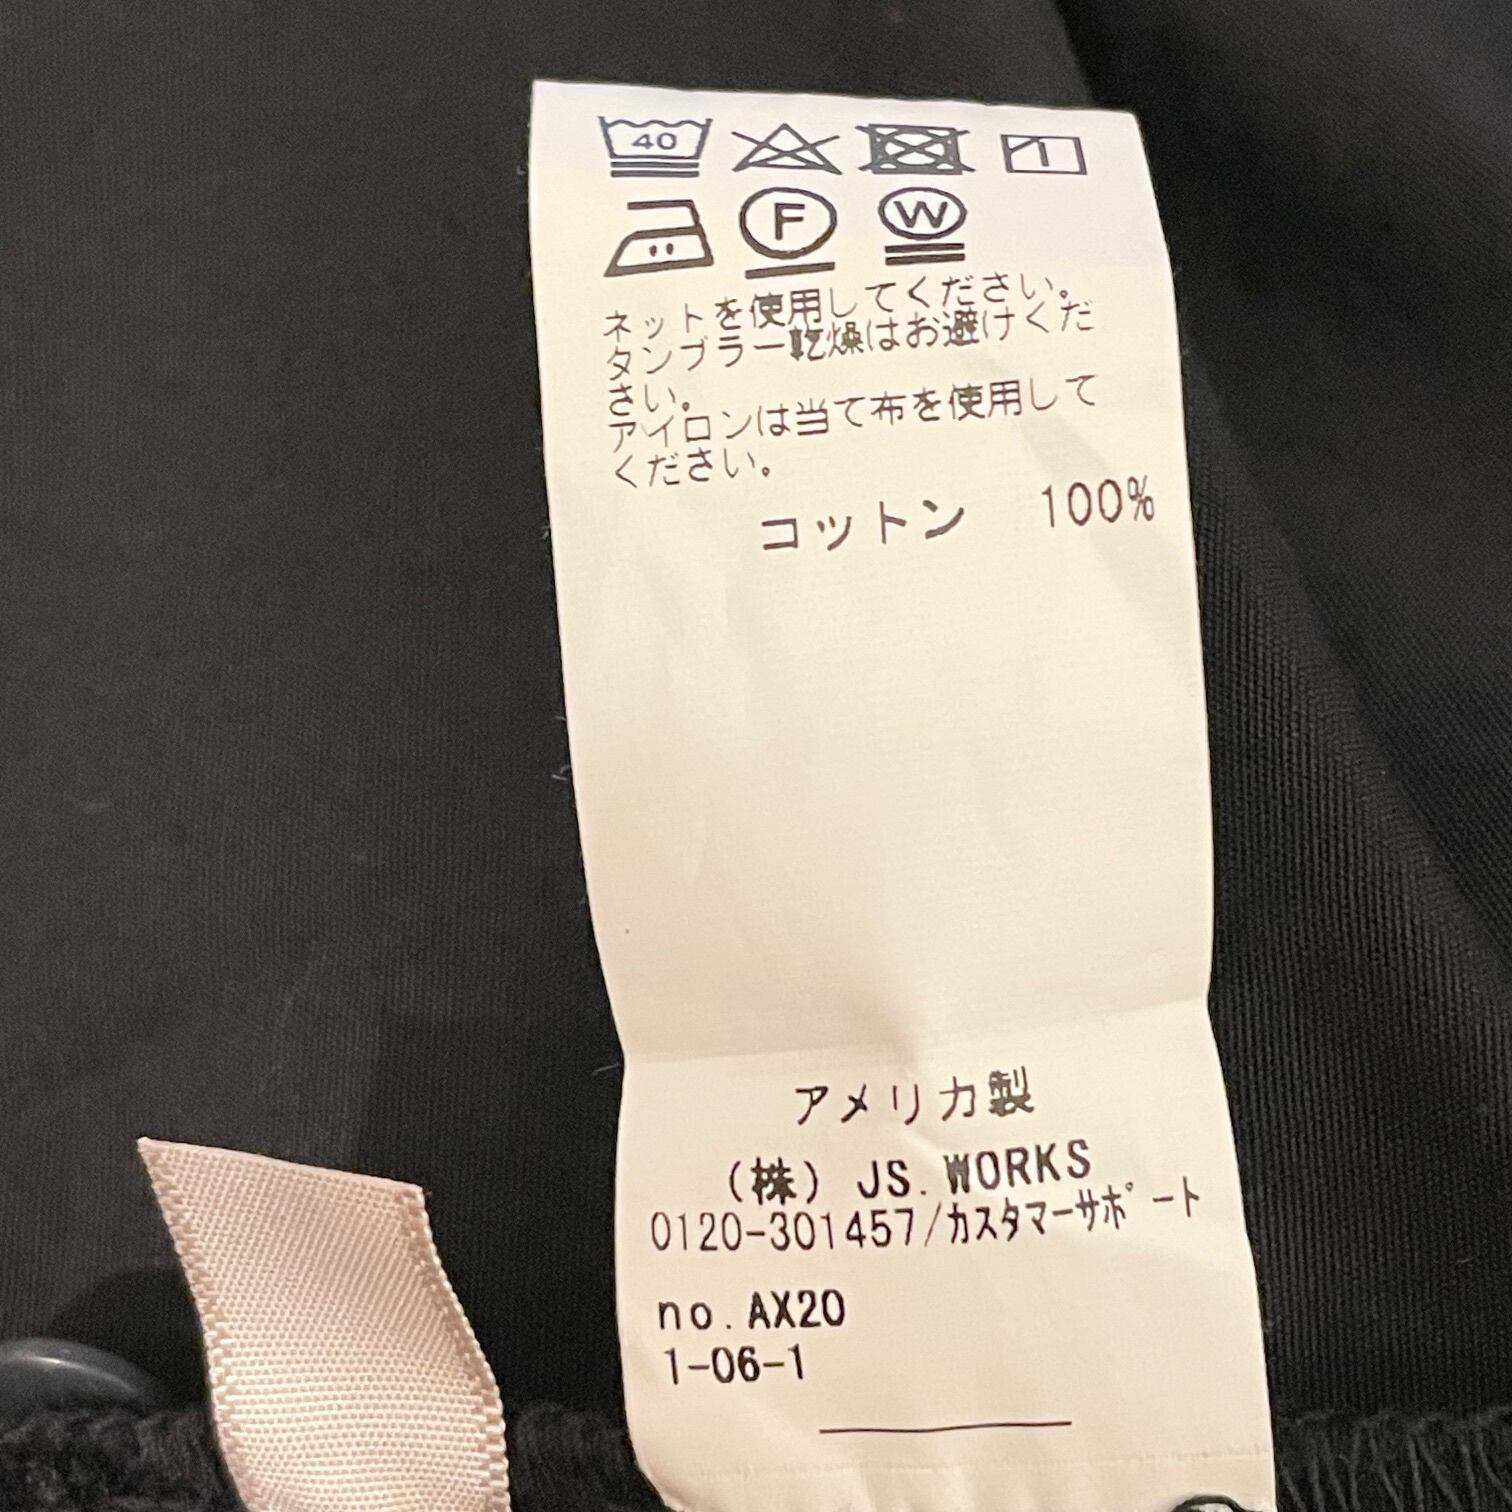 40
1
F W
ネットを使用してください。
タンブラー乾燥はお避けくだ
さい。
アイロンは当て布を使用して
ください。
コットン 100%
アメリカ製
(株) JS.WORKS
0120-301457/カスタマーサポート
no.AX20
1-06-1